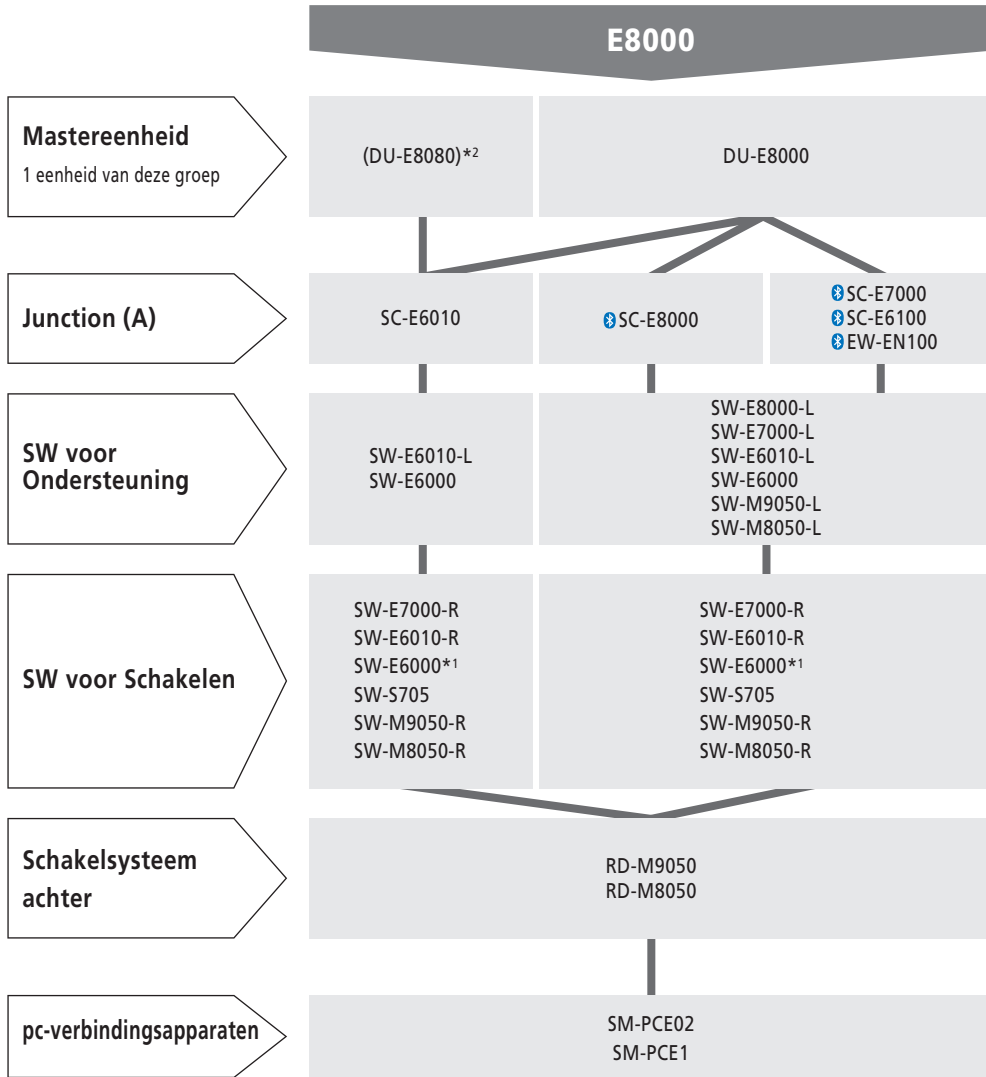 E8000
Mastereenheid
1 eenheid van deze groep
(DU-E8080)*2
DU-E8000
Junction (A)
SC-E6010
SC-E8000
SC-E7000
SC-E6100
EW-EN100
SW voor
Ondersteuning
SW-E6010-L
SW-E6000
SW-E8000-L
SW-E7000-L
SW-E6010-L
SW-E6000
SW-M9050-L
SW-M8050-L
SW voor Schakelen
SW-E7000-R
SW-E6010-R
SW-E6000*1
SW-S705
SW-M9050-R
SW-M8050-R
SW-E7000-R
SW-E6010-R
SW-E6000*1
SW-S705
SW-M9050-R
SW-M8050-R
Schakelsysteem
achter
RD-M9050
RD-M8050
pc-verbindingsapparaten
SM-PCE02
SM-PCE1